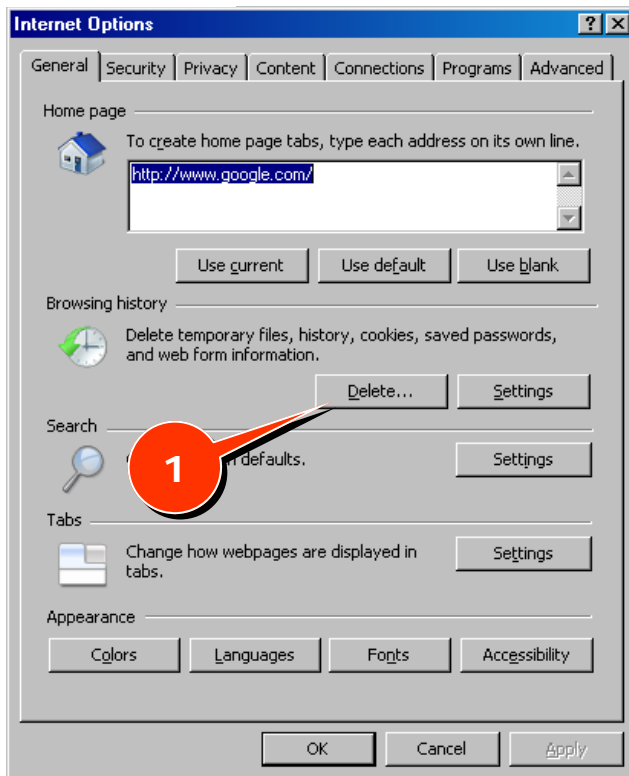 Internet Options
General Security Privacy Content Connections Programs Advanced
Home page
To create home page tabs, type each address on its own line.
http://www.google.com/
Use current Use default Use blank
Browsing history
Delete temporary files, history, cookies, saved passwords,
and web form information.
Delete... Settings
Search
1
defaults.
Settings
Tabs
Change how webpages are displayed in
tabs.
Settings
Appearance
Colors Languages Fonts Accessibility
OK Cancel Apply